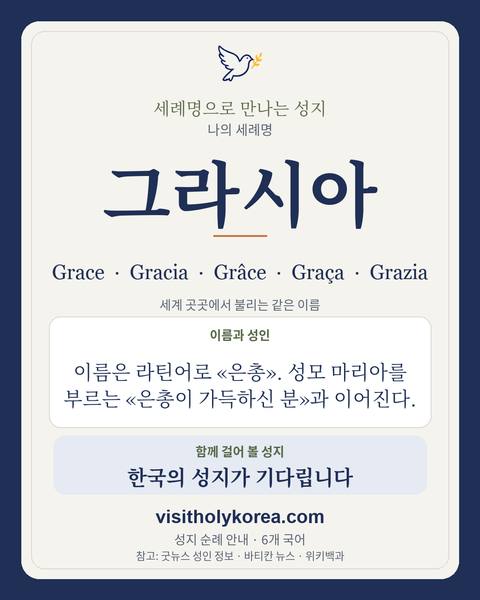 세례명으로 만나는 성지
나의 세례명
그라시아
Grace · Gracia · Grâce · Graça · Grazia
세계 곳곳에서 불리는 같은 이름
이름과 성인
이름은 라틴어로 «은총». 성모 마리아를
부르는 «은총이 가득하신 분»과 이어진다.
함께 걸어 볼 성지
한국의 성지가 기다립니다
visitholykorea.com
성지 순례 안내 · 6개 국어
참고: 굿뉴스 성인 정보 · 바티칸 뉴스 · 위키백과